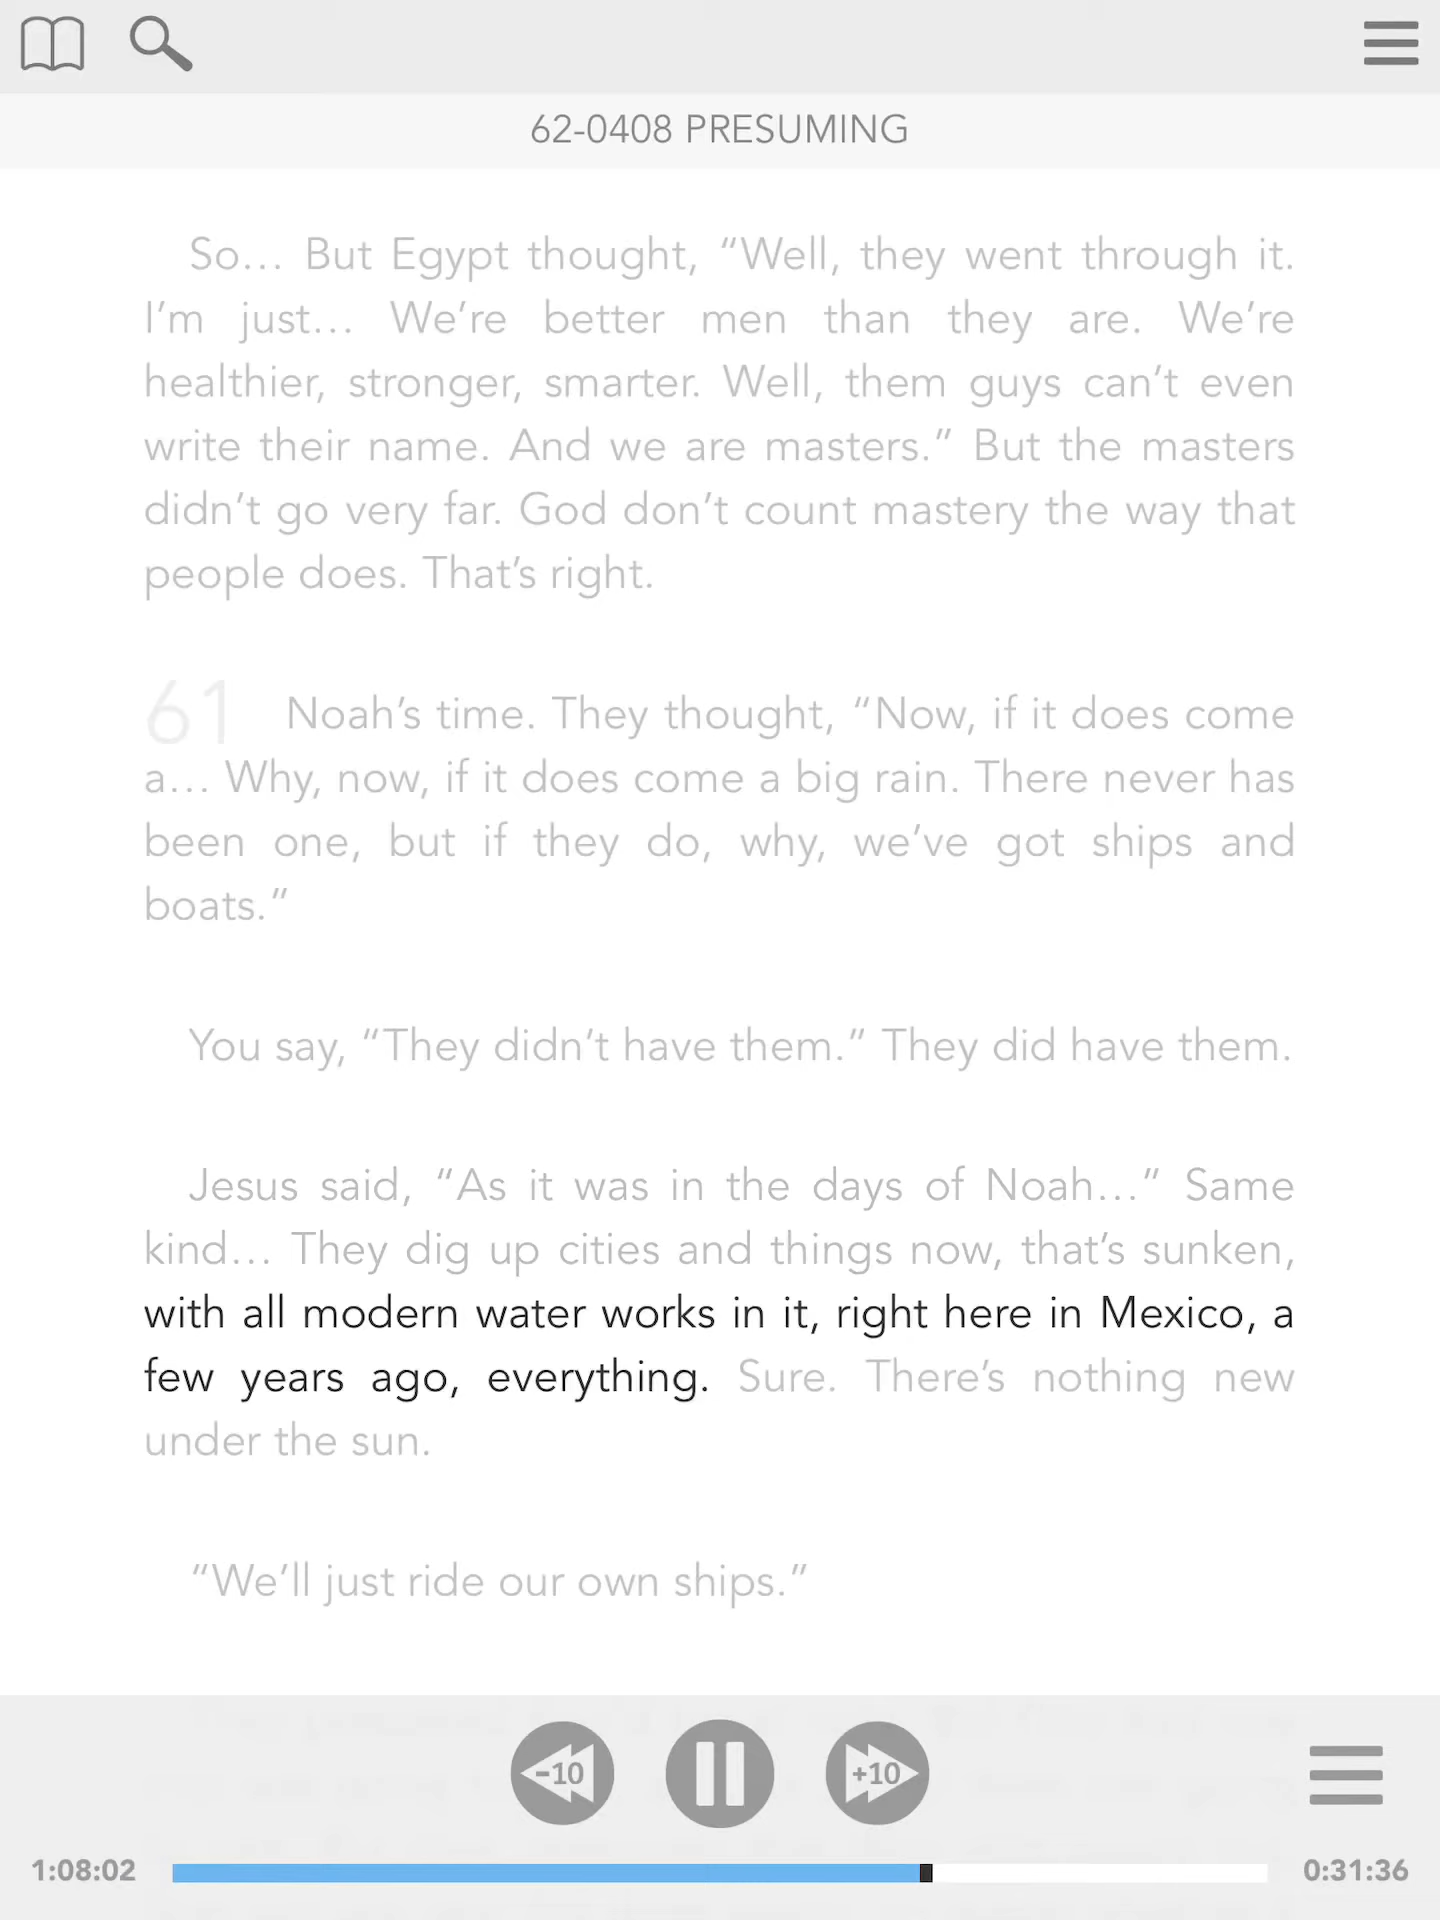 62-0408 PRESUMING
So… But Egypt thought, “Well, they went through it.
I’m just… We’re better men than they are. We’re
healthier, stronger, smarter. Well, them guys can’t even
write their name. And we are masters.” But the masters
didn’t go very far. God don’t count mastery the way that
people does. That’s right.
61 Noah’s time. They thought, “Now, if it does come
a… Why, now, if it does come a big rain. There never has
been one, but if they do, why, we’ve got ships and
boats.”
You say, “They didn’t have them.” They did have them.
Jesus said, “As it was in the days of Noah…” Same
kind… They dig up cities and things now, that’s sunken,
with all modern water works in it, right here in Mexico, a
few years ago, everything. Sure. There’s nothing new
under the sun.
“We’ll just ride our own ships.”
-10 +10
1:08:02 0:31:36